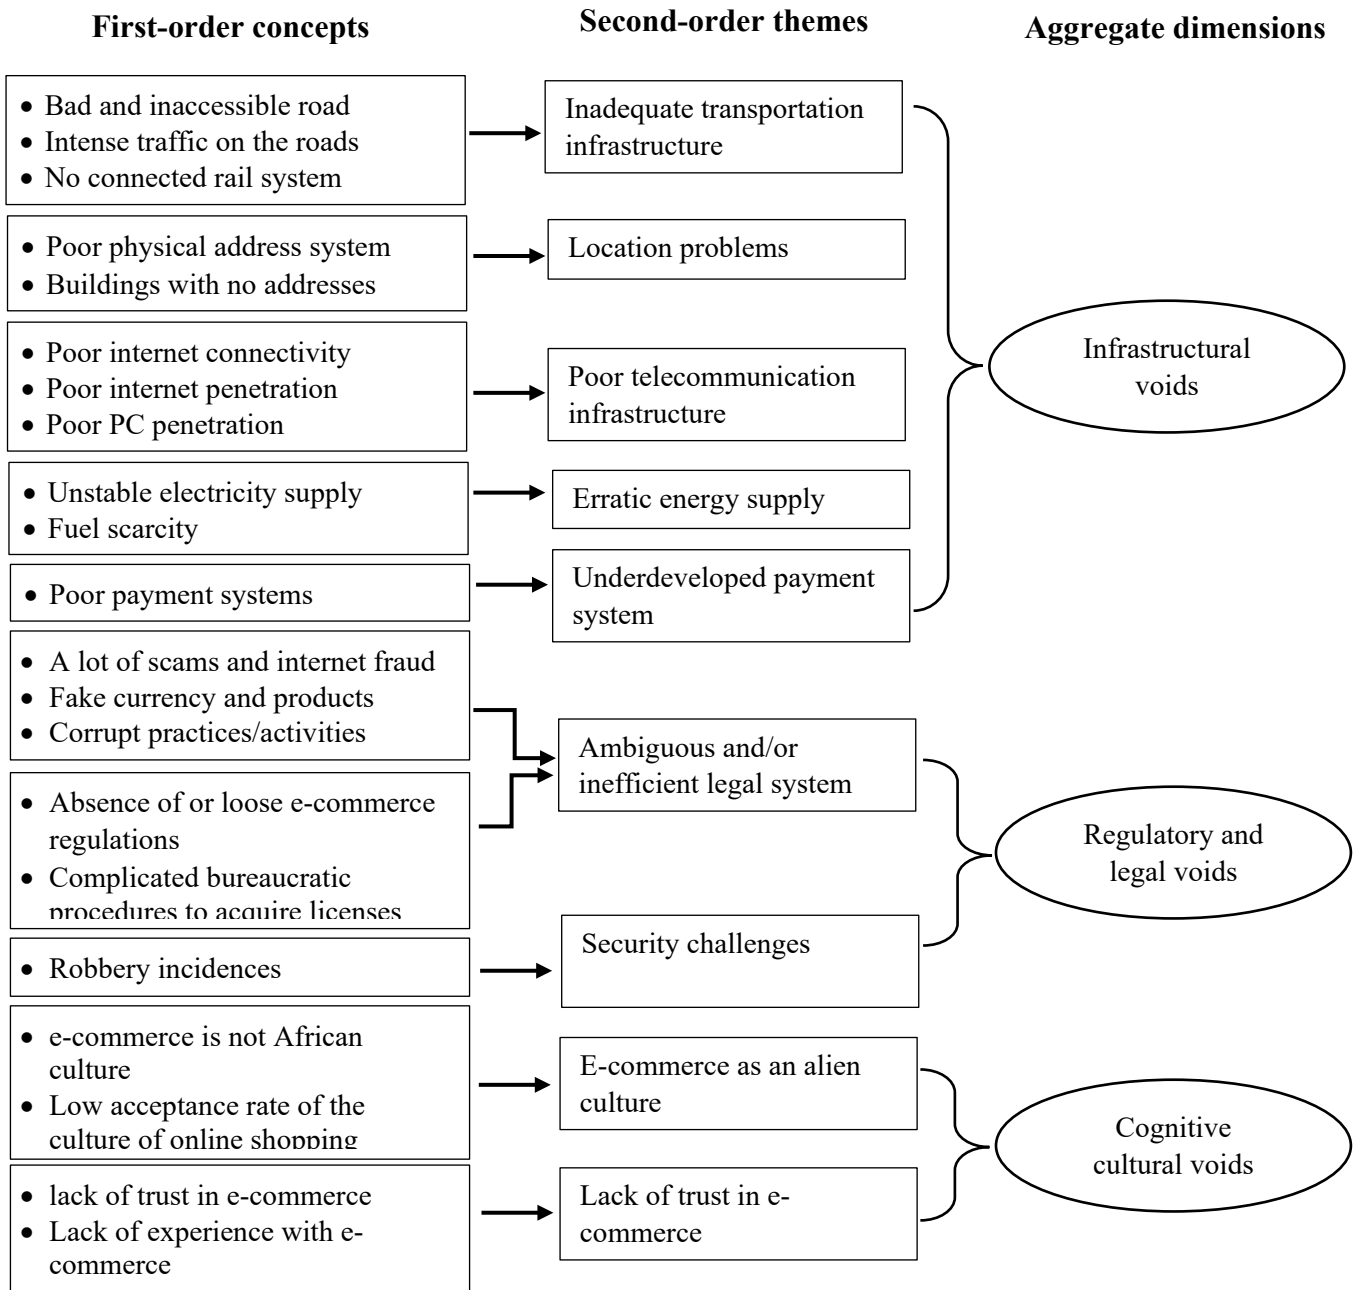 First-order concepts
Second-order themes
Aggregate dimensions
• Bad and inaccessible road
• Intense traffic on the roads
• No connected rail system
Inadequate transportation
infrastructure
• Poor physical address system
• Buildings with no addresses
Location problems
• Poor internet connectivity
• Poor internet penetration
• Poor PC penetration
Poor telecommunication
infrastructure
Infrastructural
voids
• Unstable electricity supply
• Fuel scarcity
Erratic energy supply
• Poor payment systems
Underdeveloped payment
system
• A lot of scams and internet fraud
• Fake currency and products
• Corrupt practices/activities
• Absence of or loose e-commerce
regulations
• Complicated bureaucratic
procedures to acquire licenses
Ambiguous and/or
inefficient legal system
Regulatory and
legal voids
• Robbery incidences
Security challenges
• e-commerce is not African
culture
• Low acceptance rate of the
culture of online shopping
E-commerce as an alien
culture
Cognitive
cultural voids
• lack of trust in e-commerce
• Lack of experience with e-
commerce
Lack of trust in e-
commerce